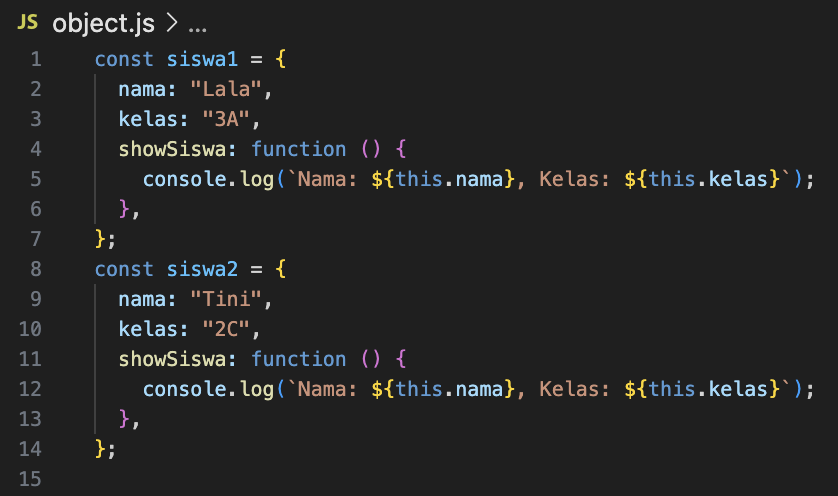 JS object.js > ...
1 const siswa1 = {
2   nama: "Lala",
3   kelas: "3A",
4   showSiswa: function () {
5     console.log(`Nama: ${this.nama}, Kelas: ${this.kelas}`);
6   },
7 };
8 const siswa2 = {
9   nama: "Tini",
10   kelas: "2C",
11   showSiswa: function () {
12     console.log(`Nama: ${this.nama}, Kelas: ${this.kelas}`);
13   },
14 };
15